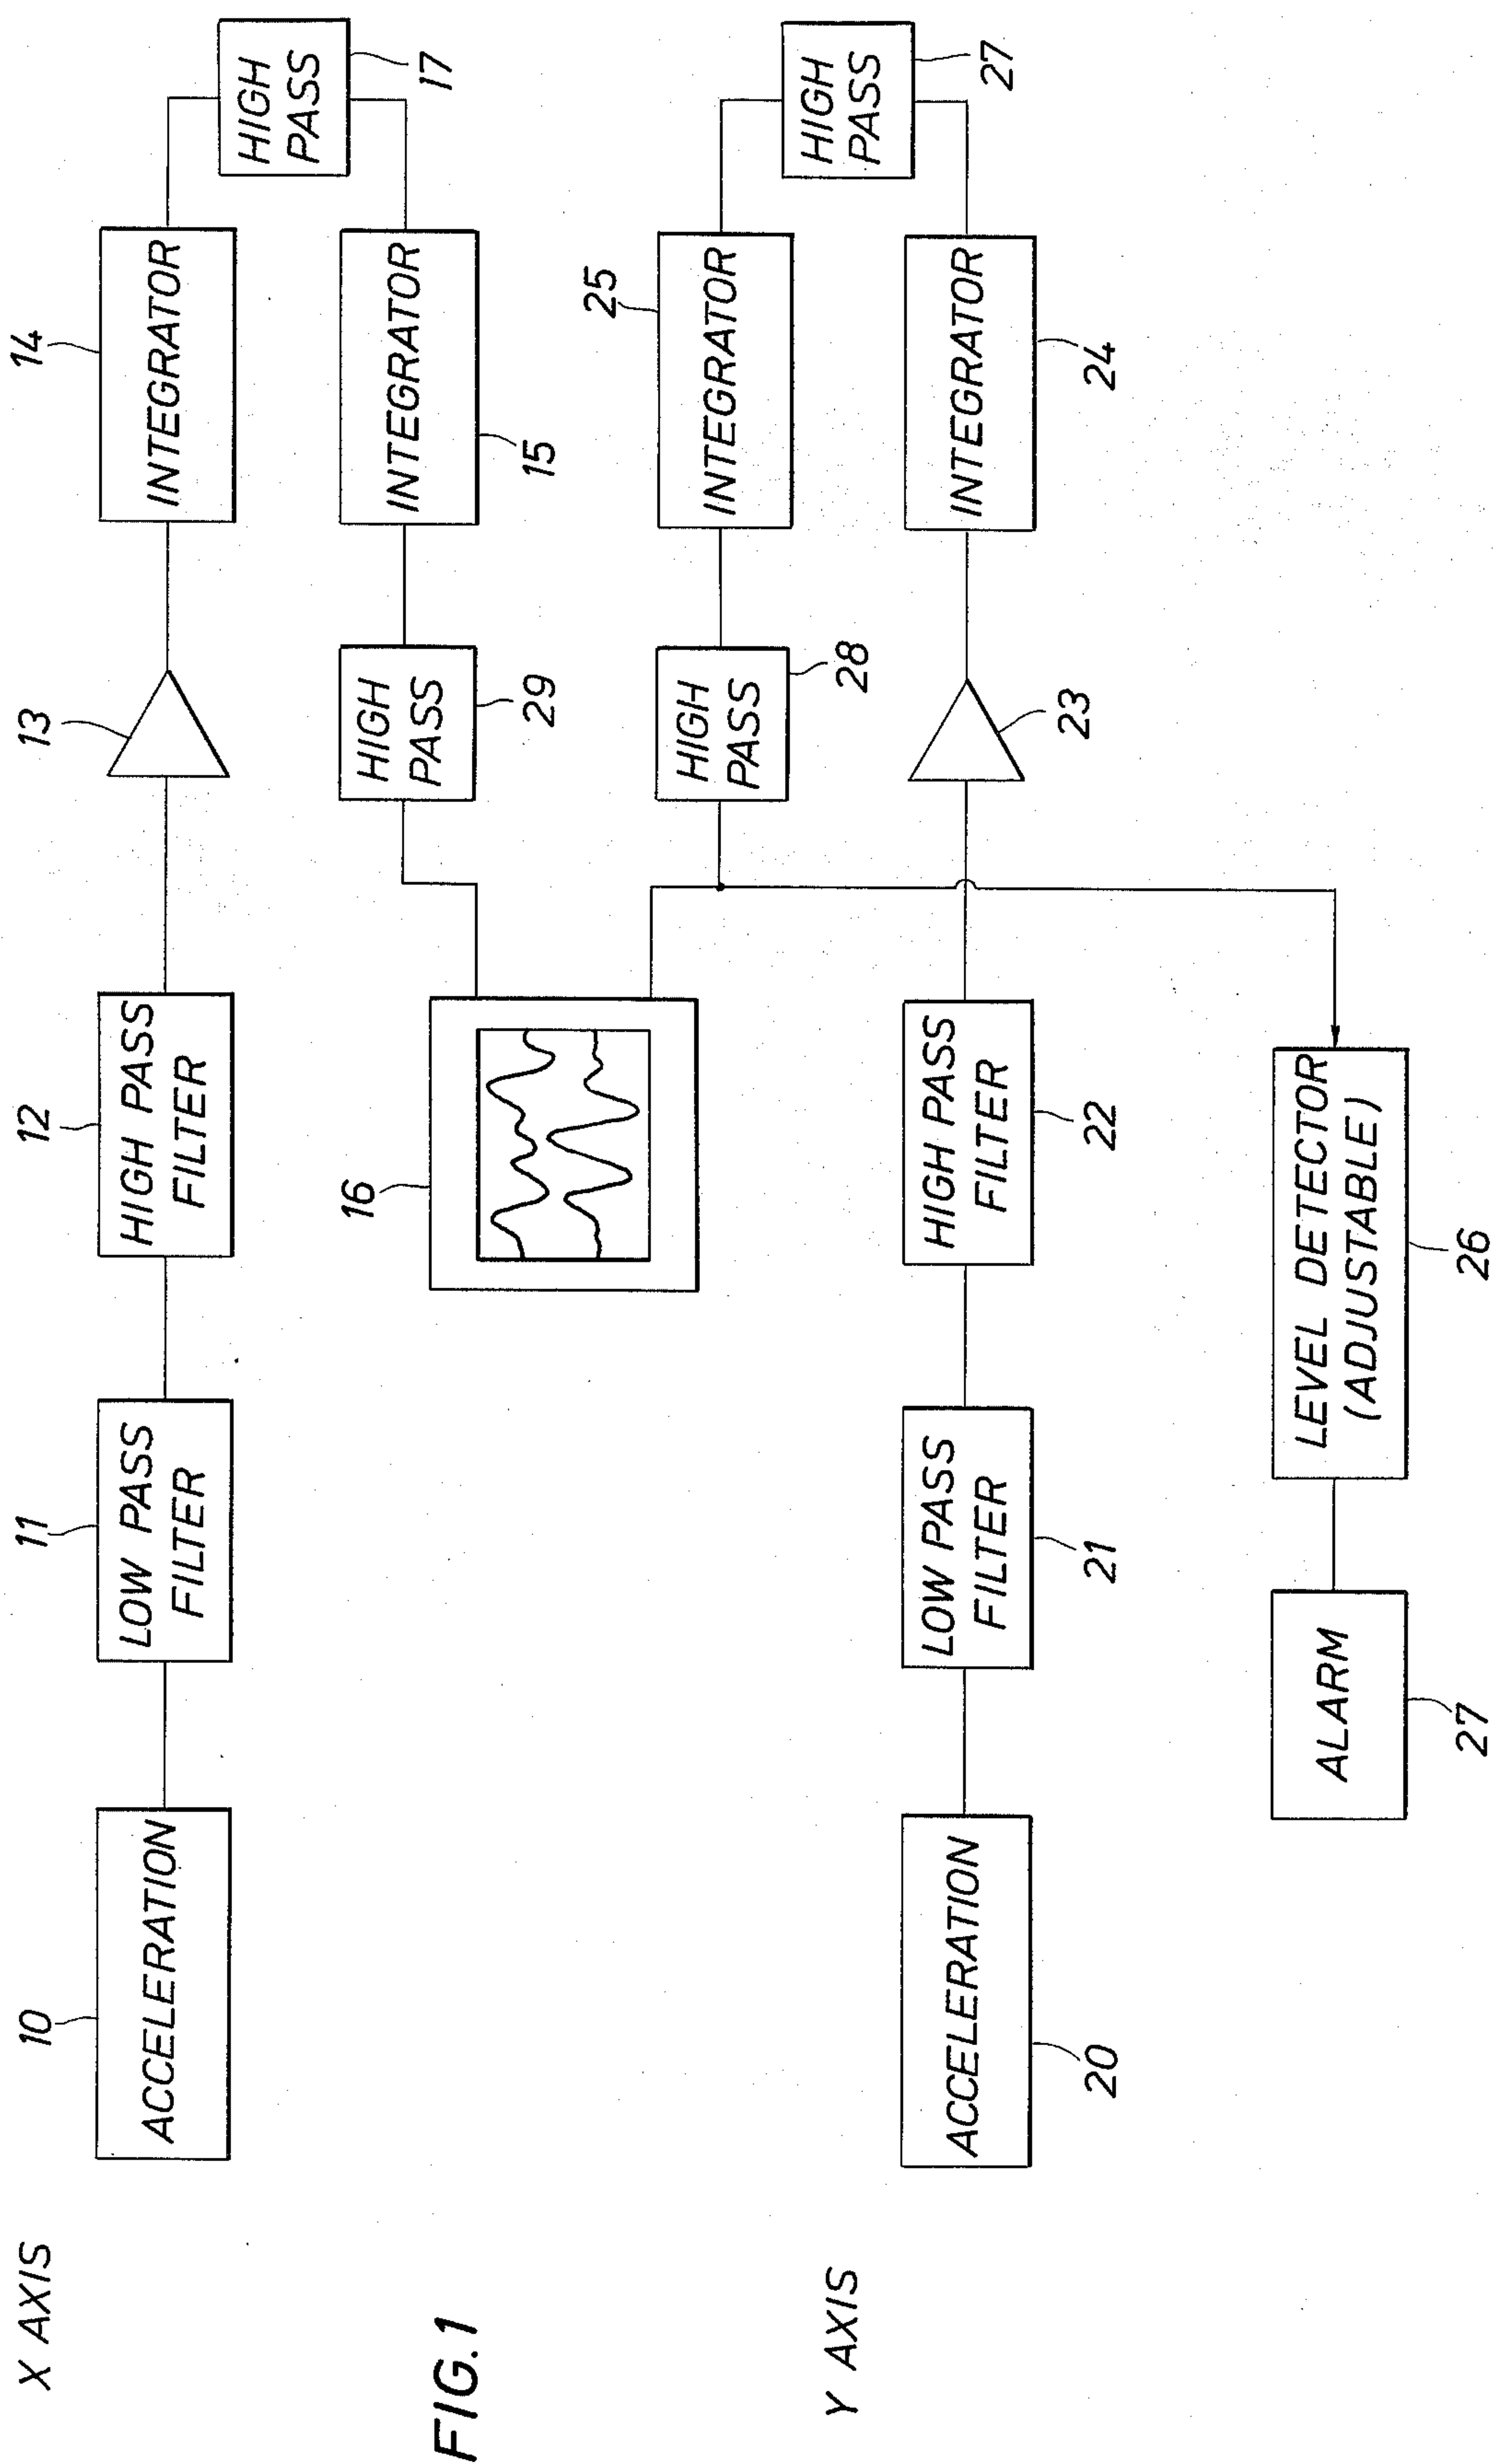 X AXIS
10
11
12
13
14
ACCELERATION
LOW PASS
FILTER
HIGH PASS
FILTER
INTEGRATOR
HIGH
PASS
17
HIGH
PASS
29
INTEGRATOR
15
16
FIG.1
25
HIGH
PASS
28
INTEGRATOR
HIGH
PASS
27
Y AXIS
ACCELERATION
20
LOW PASS
FILTER
21
HIGH PASS
FILTER
22
23
INTEGRATOR
24
ALARM
27
LEVEL DETECTOR
(ADJUSTABLE)
26